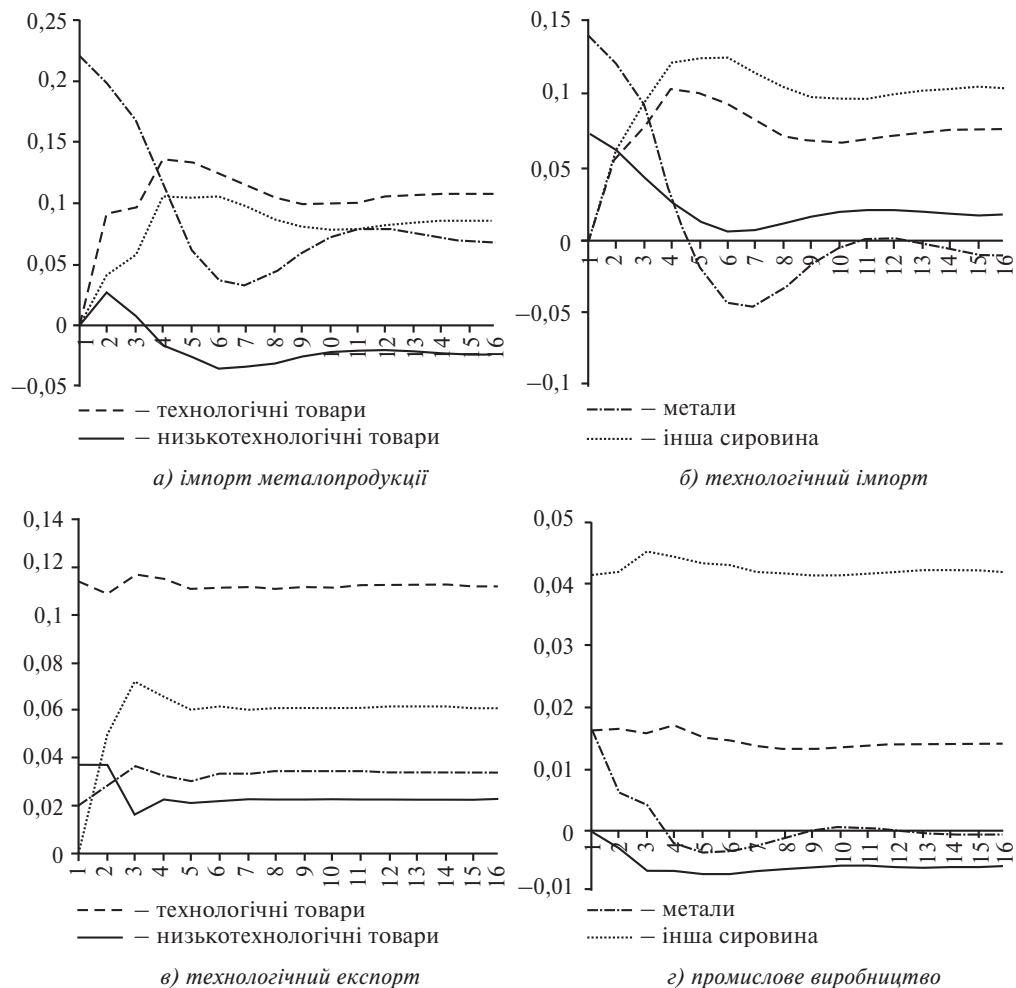 0,25
0,2
0,15
0,1
0,05
0
−0,05
1 2 3 4 5 6 7 8 9 10 11 12 13 14 15 16
— технологічні товари
— низькотехнологічні товари
а) імпорт металопродукції
0,15
0,1
0,05
0
−0,05
−0,1
1 2 3 4 5 6 7 8 9 10 11 12 13 14 15 16
— метали
— інша сировина
б) технологічний імпорт
0,14
0,12
0,1
0,08
0,06
0,04
0,02
0
1 2 3 4 5 6 7 8 9 10 11 12 13 14 15 16
— технологічні товари
— низькотехнологічні товари
в) технологічний експорт
0,05
0,04
0,03
0,02
0,01
0
−0,01
1 2 3 4 5 6 7 8 9 10 11 12 13 14 15 16
— метали
— інша сировина
г) промислове виробництво